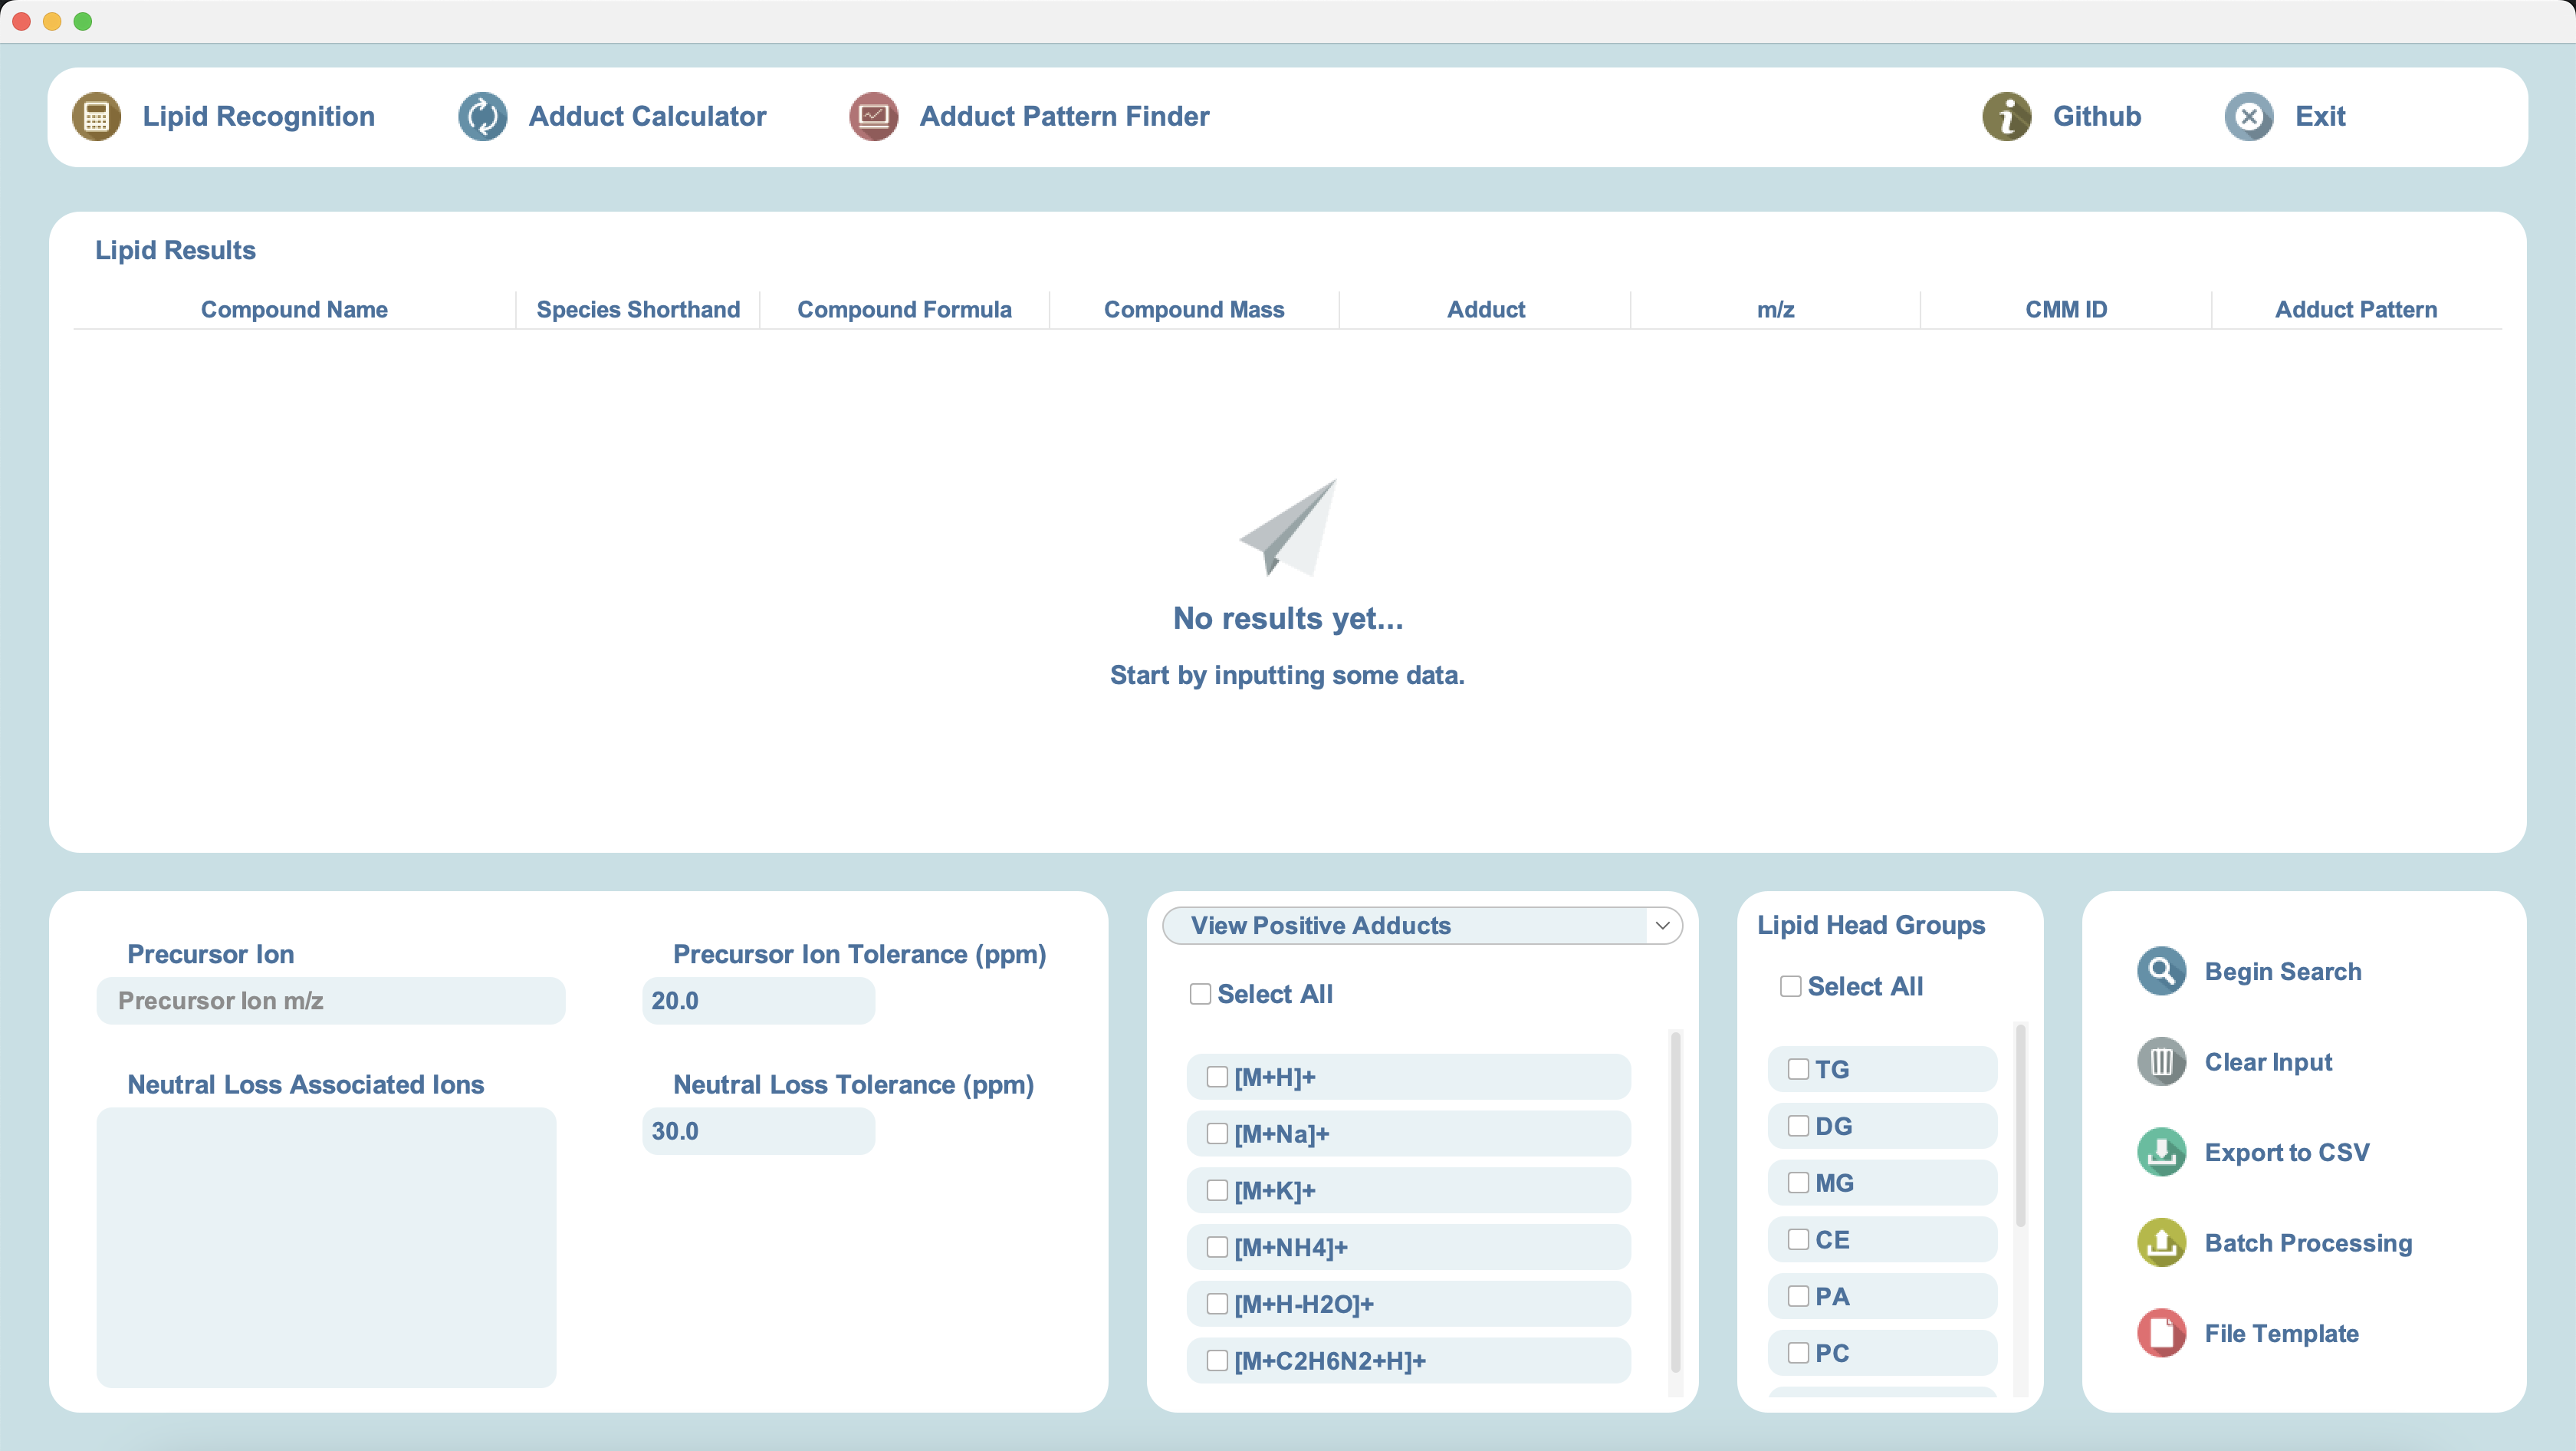 Lipid Recognition
Adduct Calculator
Adduct Pattern Finder
Github
Exit
Lipid Results
Compound Name
Species Shorthand
Compound Formula
Compound Mass
Adduct
m/z
CMM ID
Adduct Pattern
No results yet...
Start by inputting some data.
Precursor Ion
Precursor Ion m/z
Precursor Ion Tolerance (ppm)
20.0
Neutral Loss Associated Ions
Neutral Loss Tolerance (ppm)
30.0
View Positive Adducts
Select All
[M+H]+
[M+Na]+
[M+K]+
[M+NH4]+
[M+H-H2O]+
[M+C2H6N2+H]+
Lipid Head Groups
Select All
TG
DG
MG
CE
PA
PC
Begin Search
Clear Input
Export to CSV
Batch Processing
File Template